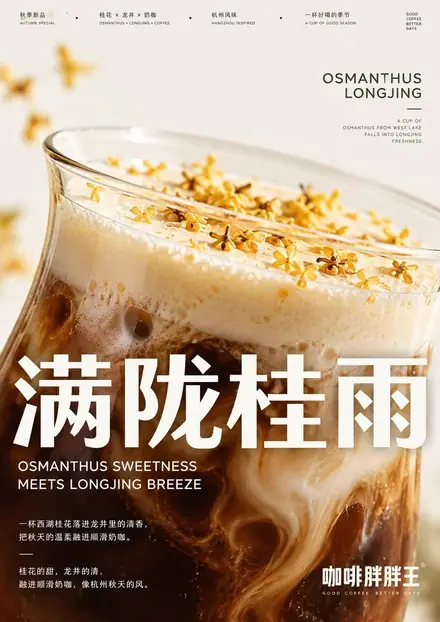 秋季新品
AUTUMN SPECIAL
桂花 × 龙井 × 奶咖
OSMANTHUS × LONGJING × COFFEE
杭州风味
HANGZHOU INSPIRED
一杯好喝的季节
A CUP OF GOOD SEASON
GOOD
COFFEE
BETTER
DAYS
OSMANTHUS
LONGJING
A CUP OF
OSMANTHUS FROM WEST LAKE
FALLS INTO LONGJING
FRESHNESS
满陇桂雨
OSMANTHUS SWEETNESS
MEETS LONGJING BREEZE
一杯西湖桂花落进龙井里的清香，
把秋天的温柔融进顺滑奶咖。
桂花的甜，龙井的清，
融进顺滑奶咖，像杭州秋天的风。
咖啡胖胖王
GOOD COFFEE BETTER DAYS